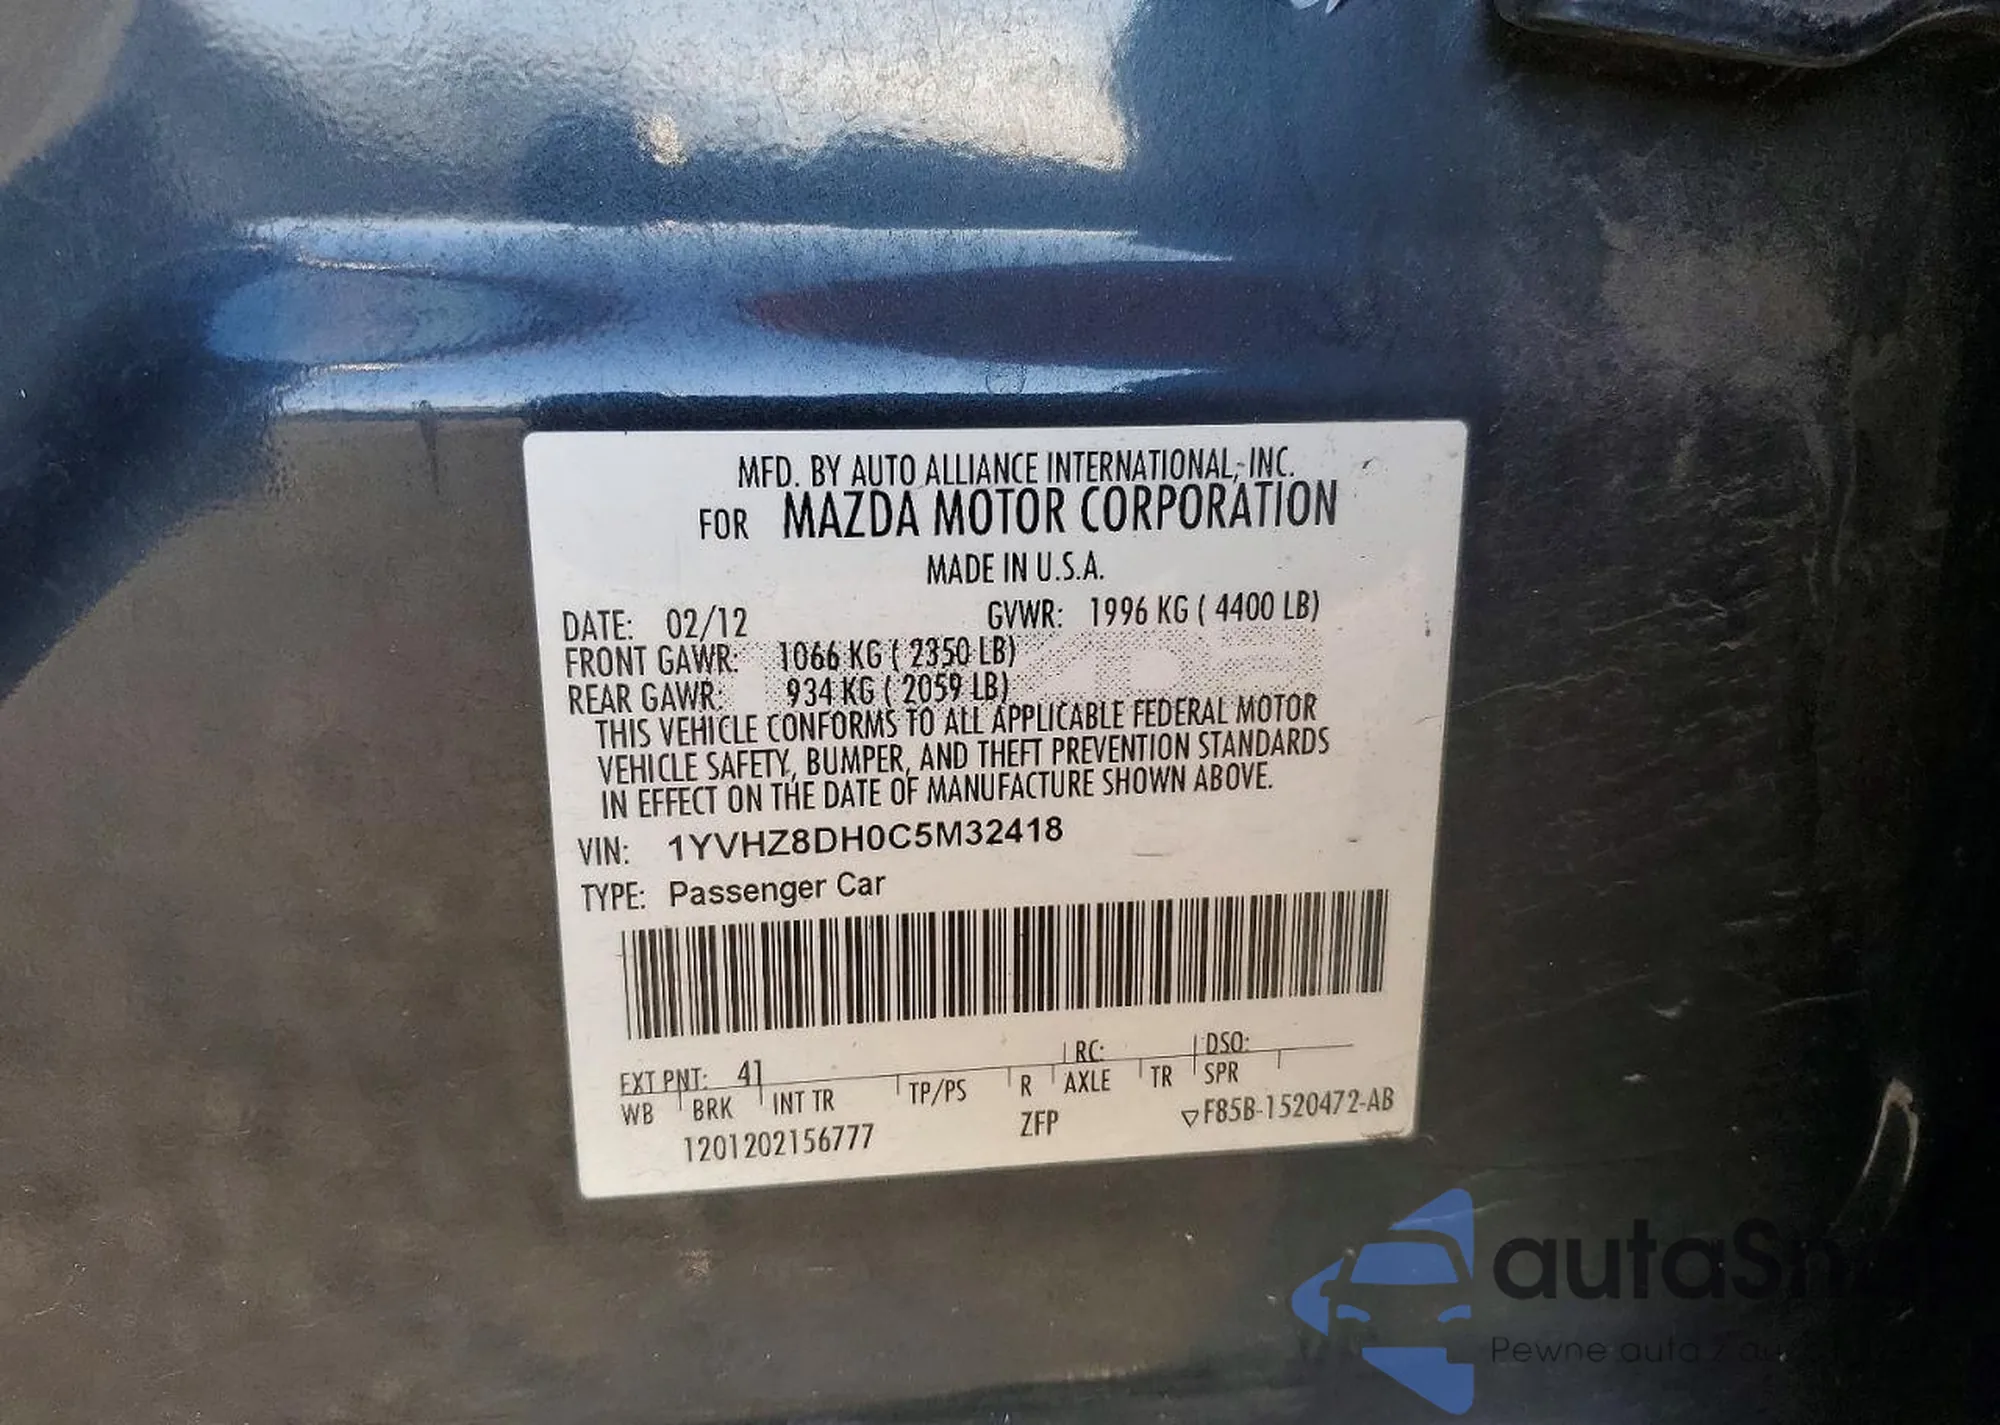 MFD. BY AUTO ALLIANCE INTERNATIONAL, INC.
FOR MAZDA MOTOR CORPORATION
MADE IN U.S.A.
DATE: 02/12 GVWR: 1996 KG ( 4400 LB)
FRONT GAWR: 1066 KG ( 2350 LB)
REAR GAWR: 934 KG ( 2059 LB)
THIS VEHICLE CONFORMS TO ALL APPLICABLE FEDERAL MOTOR
VEHICLE SAFETY, BUMPER, AND THEFT PREVENTION STANDARDS
IN EFFECT ON THE DATE OF MANUFACTURE SHOWN ABOVE.
VIN: 1YVHZ8DH0C5M32418
TYPE: Passenger Car
EXT PNT: 41 RC: DSO:
WB BRK INT TR TP/PS R AXLE TR SPR
1201202156777 ZFP F85B-1520472-AB
Pewne auta z